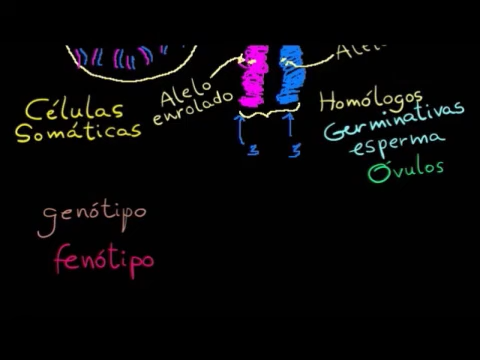 Alelo
Alelo
enrolado
Células
Somáticas
Homólogos
Germinativas
esperma
Óvulos
3 3
genótipo
fenótipo